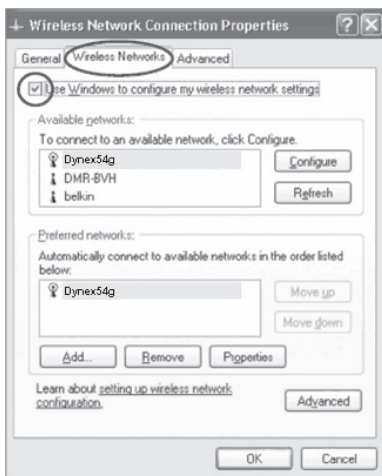 Wireless Network Connection Properties
General Wireless Networks Advanced
Use Windows to configure my wireless network settings
Available networks:
To connect to an available network, click Configure.
Dynex54g
DMR-BVH
belkin
Configure
Refresh
Preferred networks:
Automatically connect to available networks in the order listed
below:
Dynex54g
Move up
Move down
Add... Remove Properties
Learn about setting up wireless network
configuration.
Advanced
OK Cancel